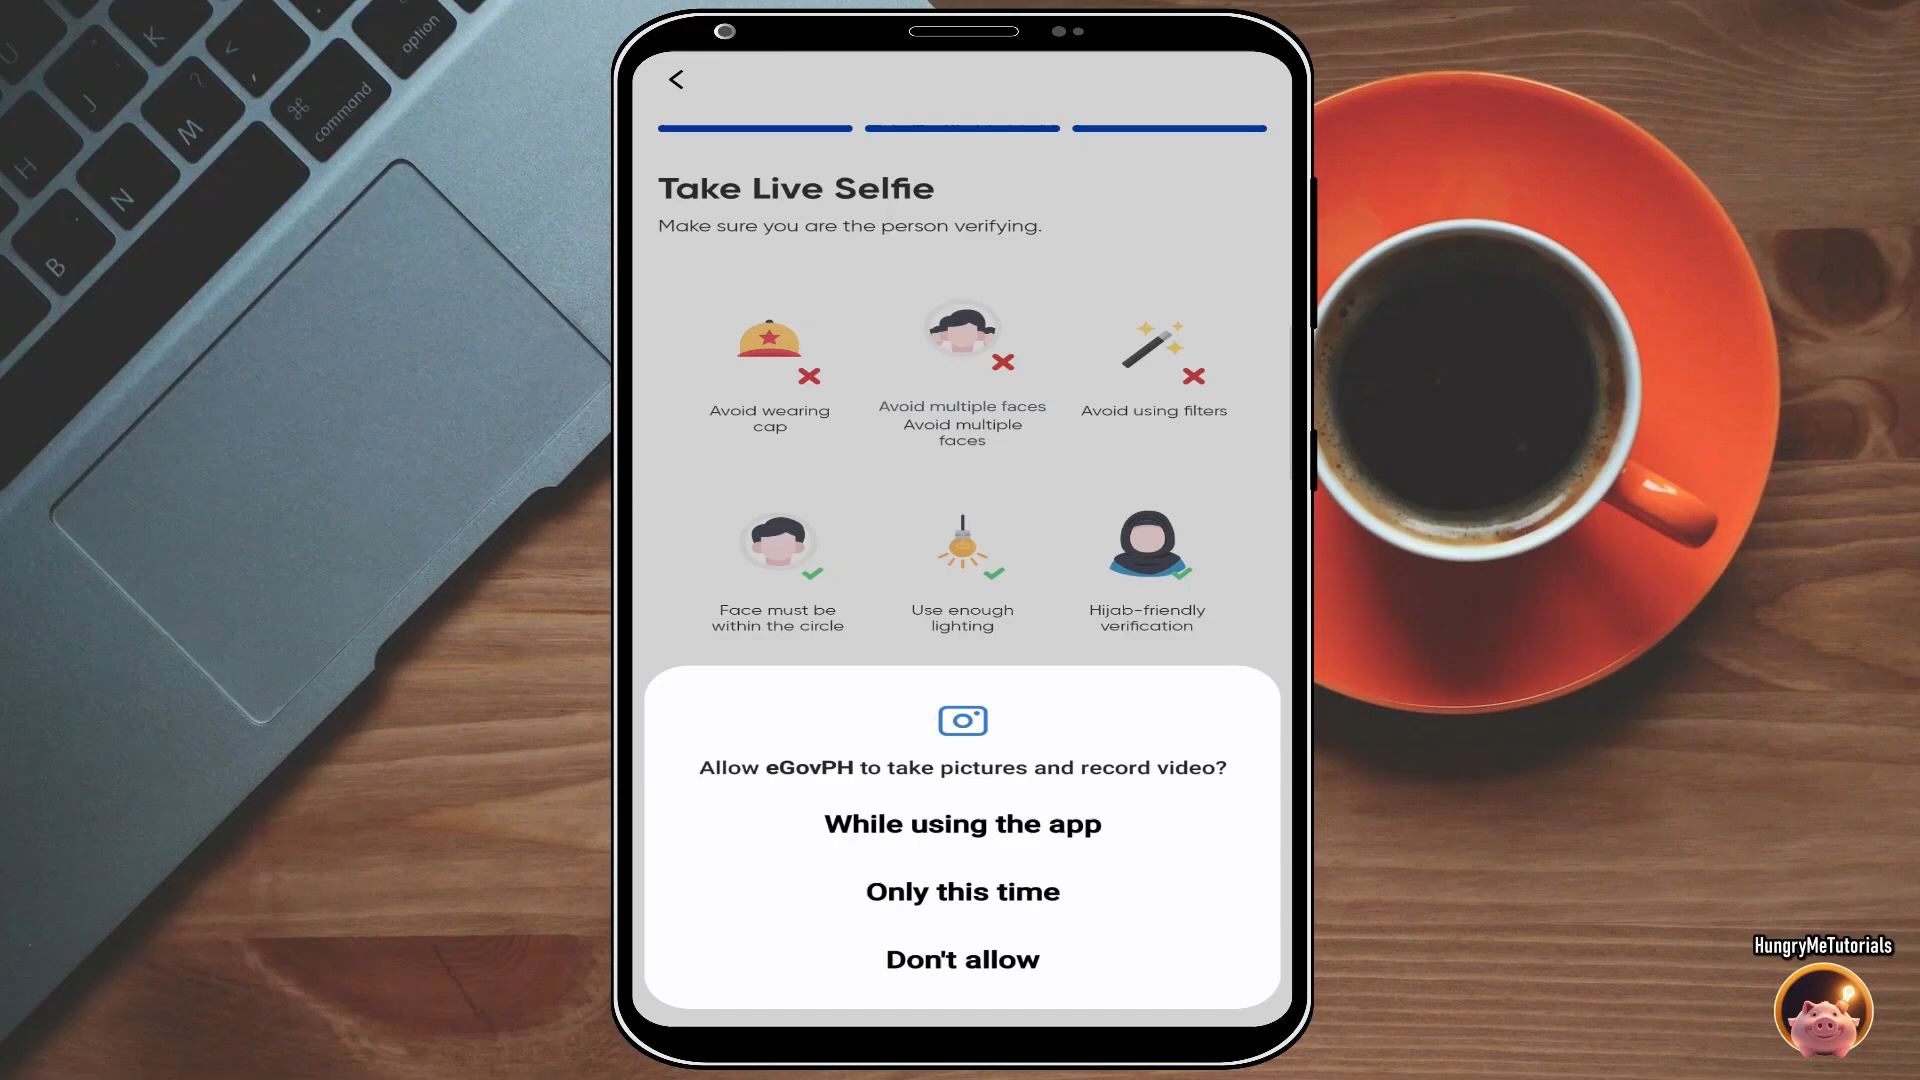 U
K
<
option
J
?
M
⌘
command
H
N
B
Take Live Selfie
Make sure you are the person verifying.
Avoid wearing
cap
Avoid multiple faces
Avoid multiple
faces
Avoid using filters
Face must be
within the circle
Use enough
lighting
Hijab-friendly
verification
Allow eGovPH to take pictures and record video?
While using the app
Only this time
Don't allow
HungryMeTutorials